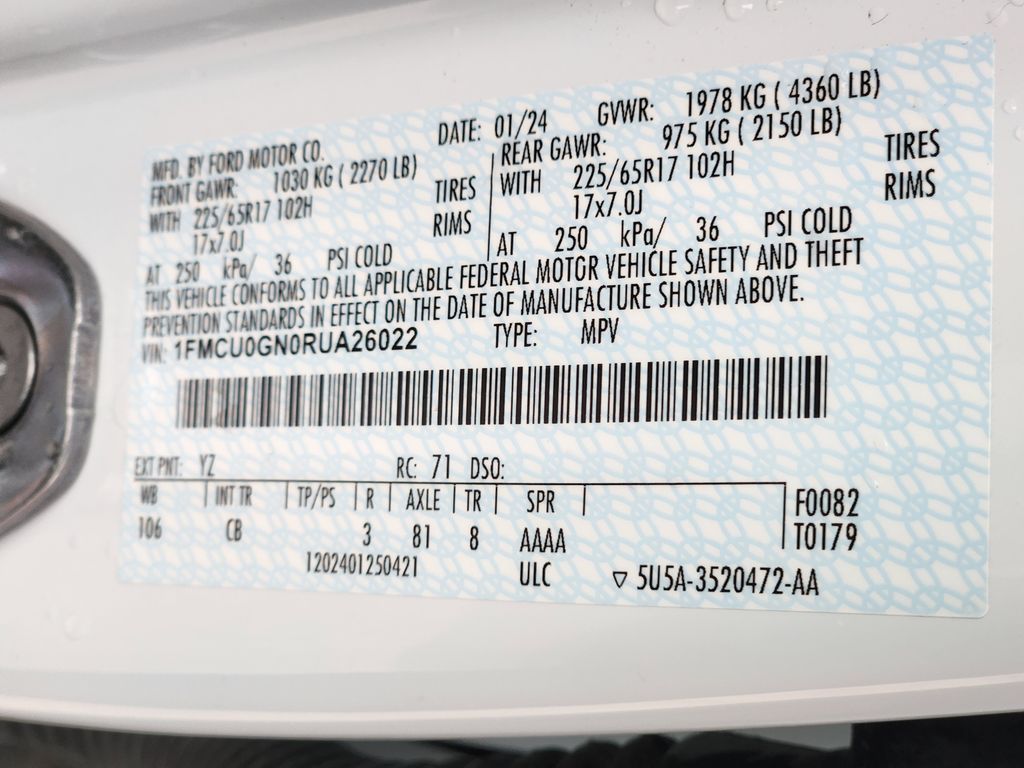 MFD. BY FORD MOTOR CO. DATE: 01/24 GVWR: 1978 KG ( 4360 LB)
FRONT GAWR: 1030 KG ( 2270 LB) REAR GAWR: 975 KG ( 2150 LB)
WITH 225/65R17 102H TIRES WITH 225/65R17 102H TIRES
17x7.0J RIMS 17x7.0J RIMS
AT 250 kPa/ 36 PSI COLD AT 250 kPa/ 36 PSI COLD
THIS VEHICLE CONFORMS TO ALL APPLICABLE FEDERAL MOTOR VEHICLE SAFETY AND THEFT
PREVENTION STANDARDS IN EFFECT ON THE DATE OF MANUFACTURE SHOWN ABOVE.
VIN: 1FMCU0GN0RUA26022 TYPE: MPV
EXT PNT: YZ RC: 71 DSO:
WB INT TR TP/PS R AXLE TR SPR F0082
106 CB 3 81 8 AAAA T0179
1202401250421 ULC ▽ 5U5A-3520472-AA